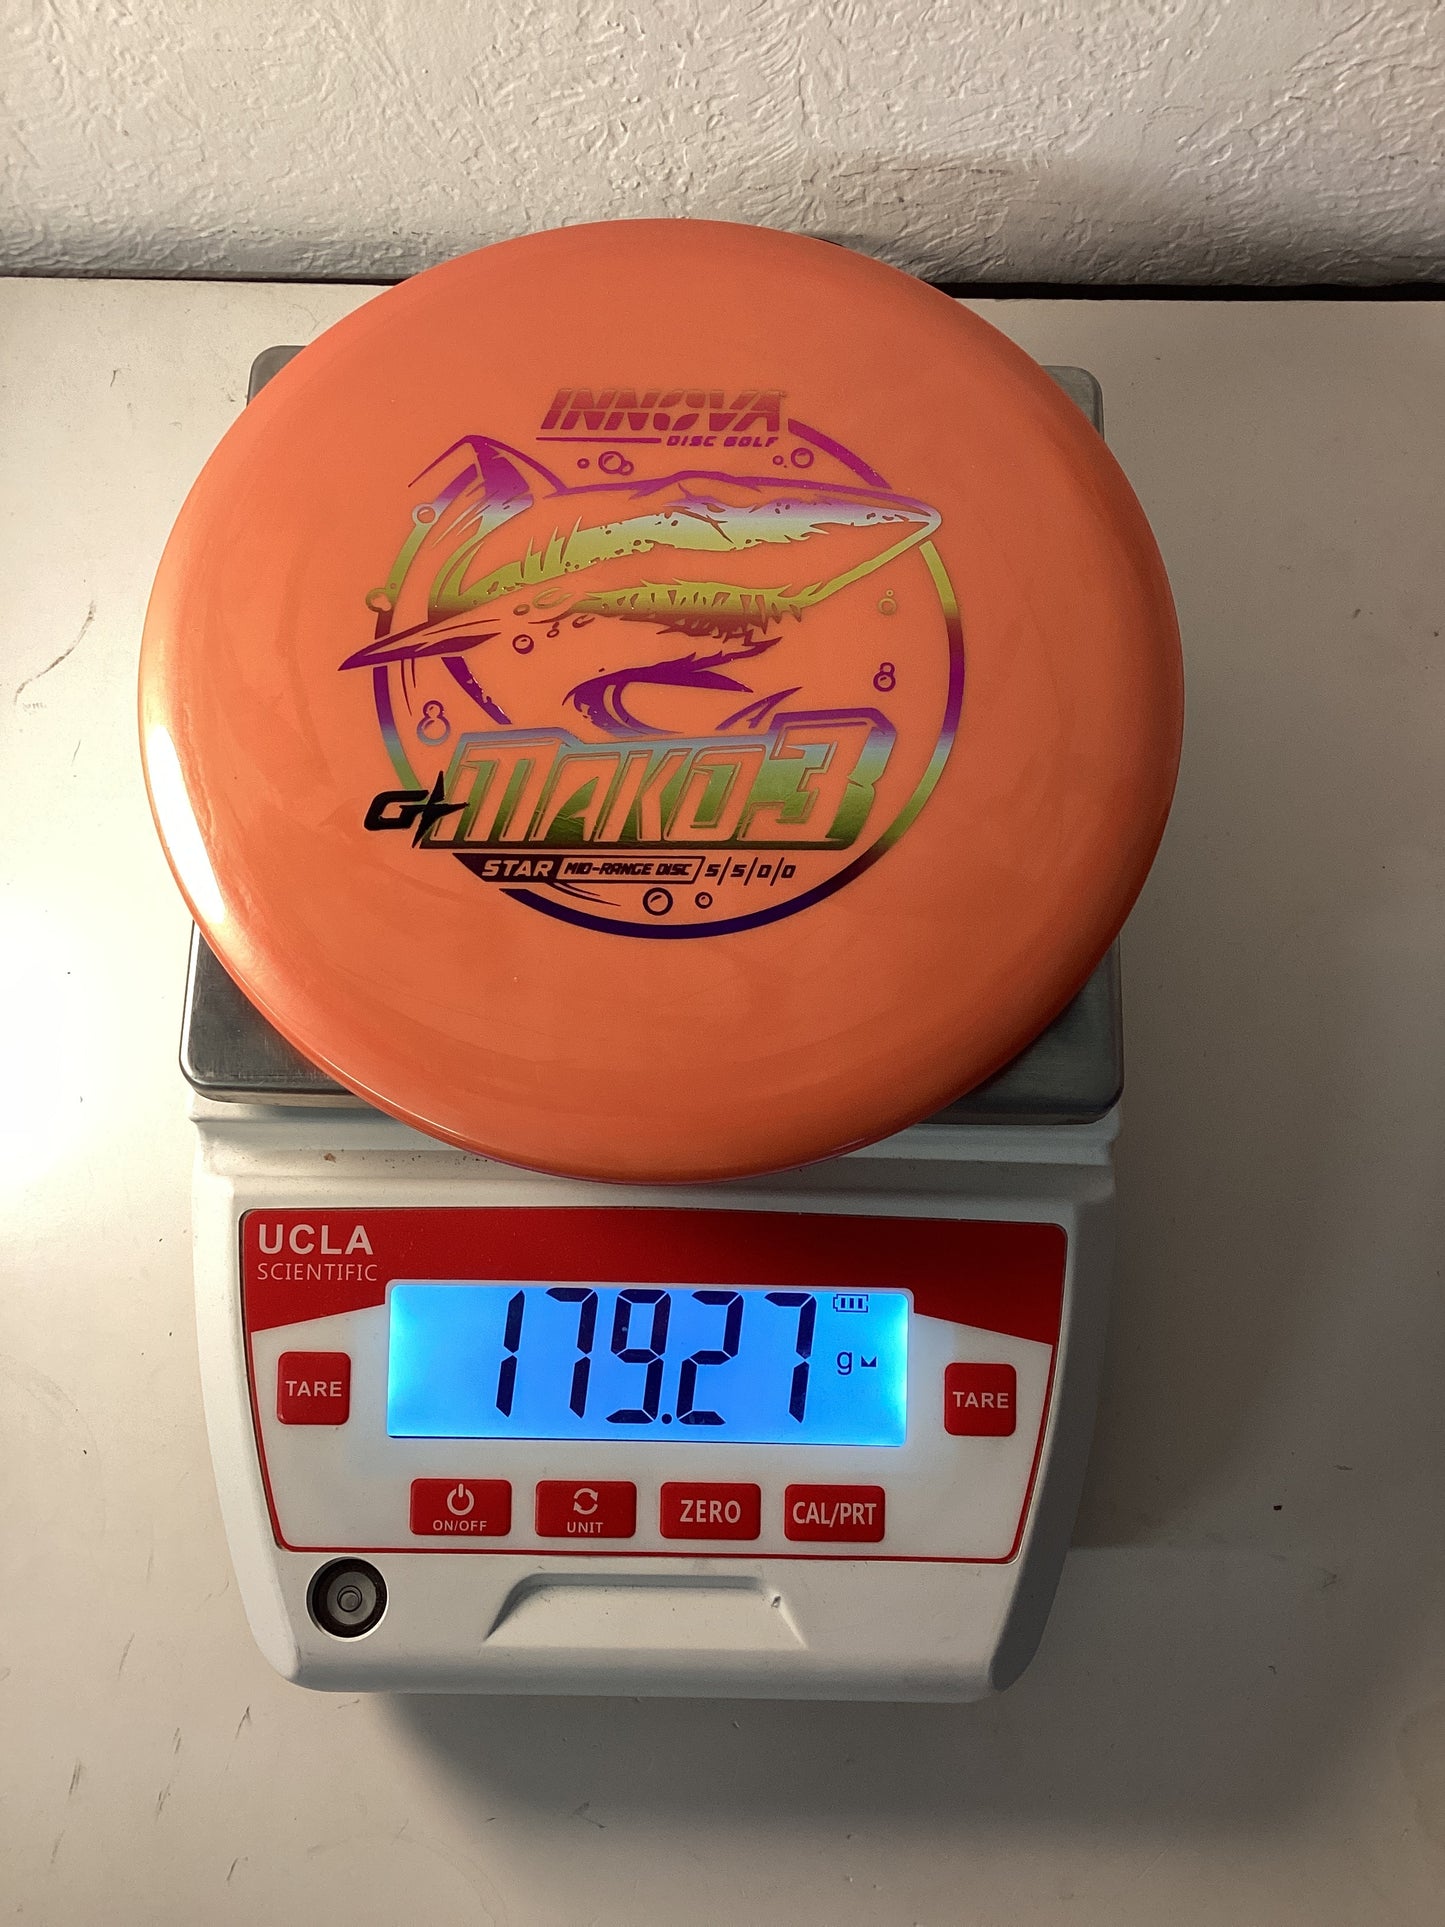 INNOVA
DISC GOLF
G MAKO3
STAR MID-RANGE DISC 5/5/0/0
UCLA
SCIENTIFIC
179.27 g
TARE
TARE
ON/OFF
UNIT
ZERO
CAL/PRT